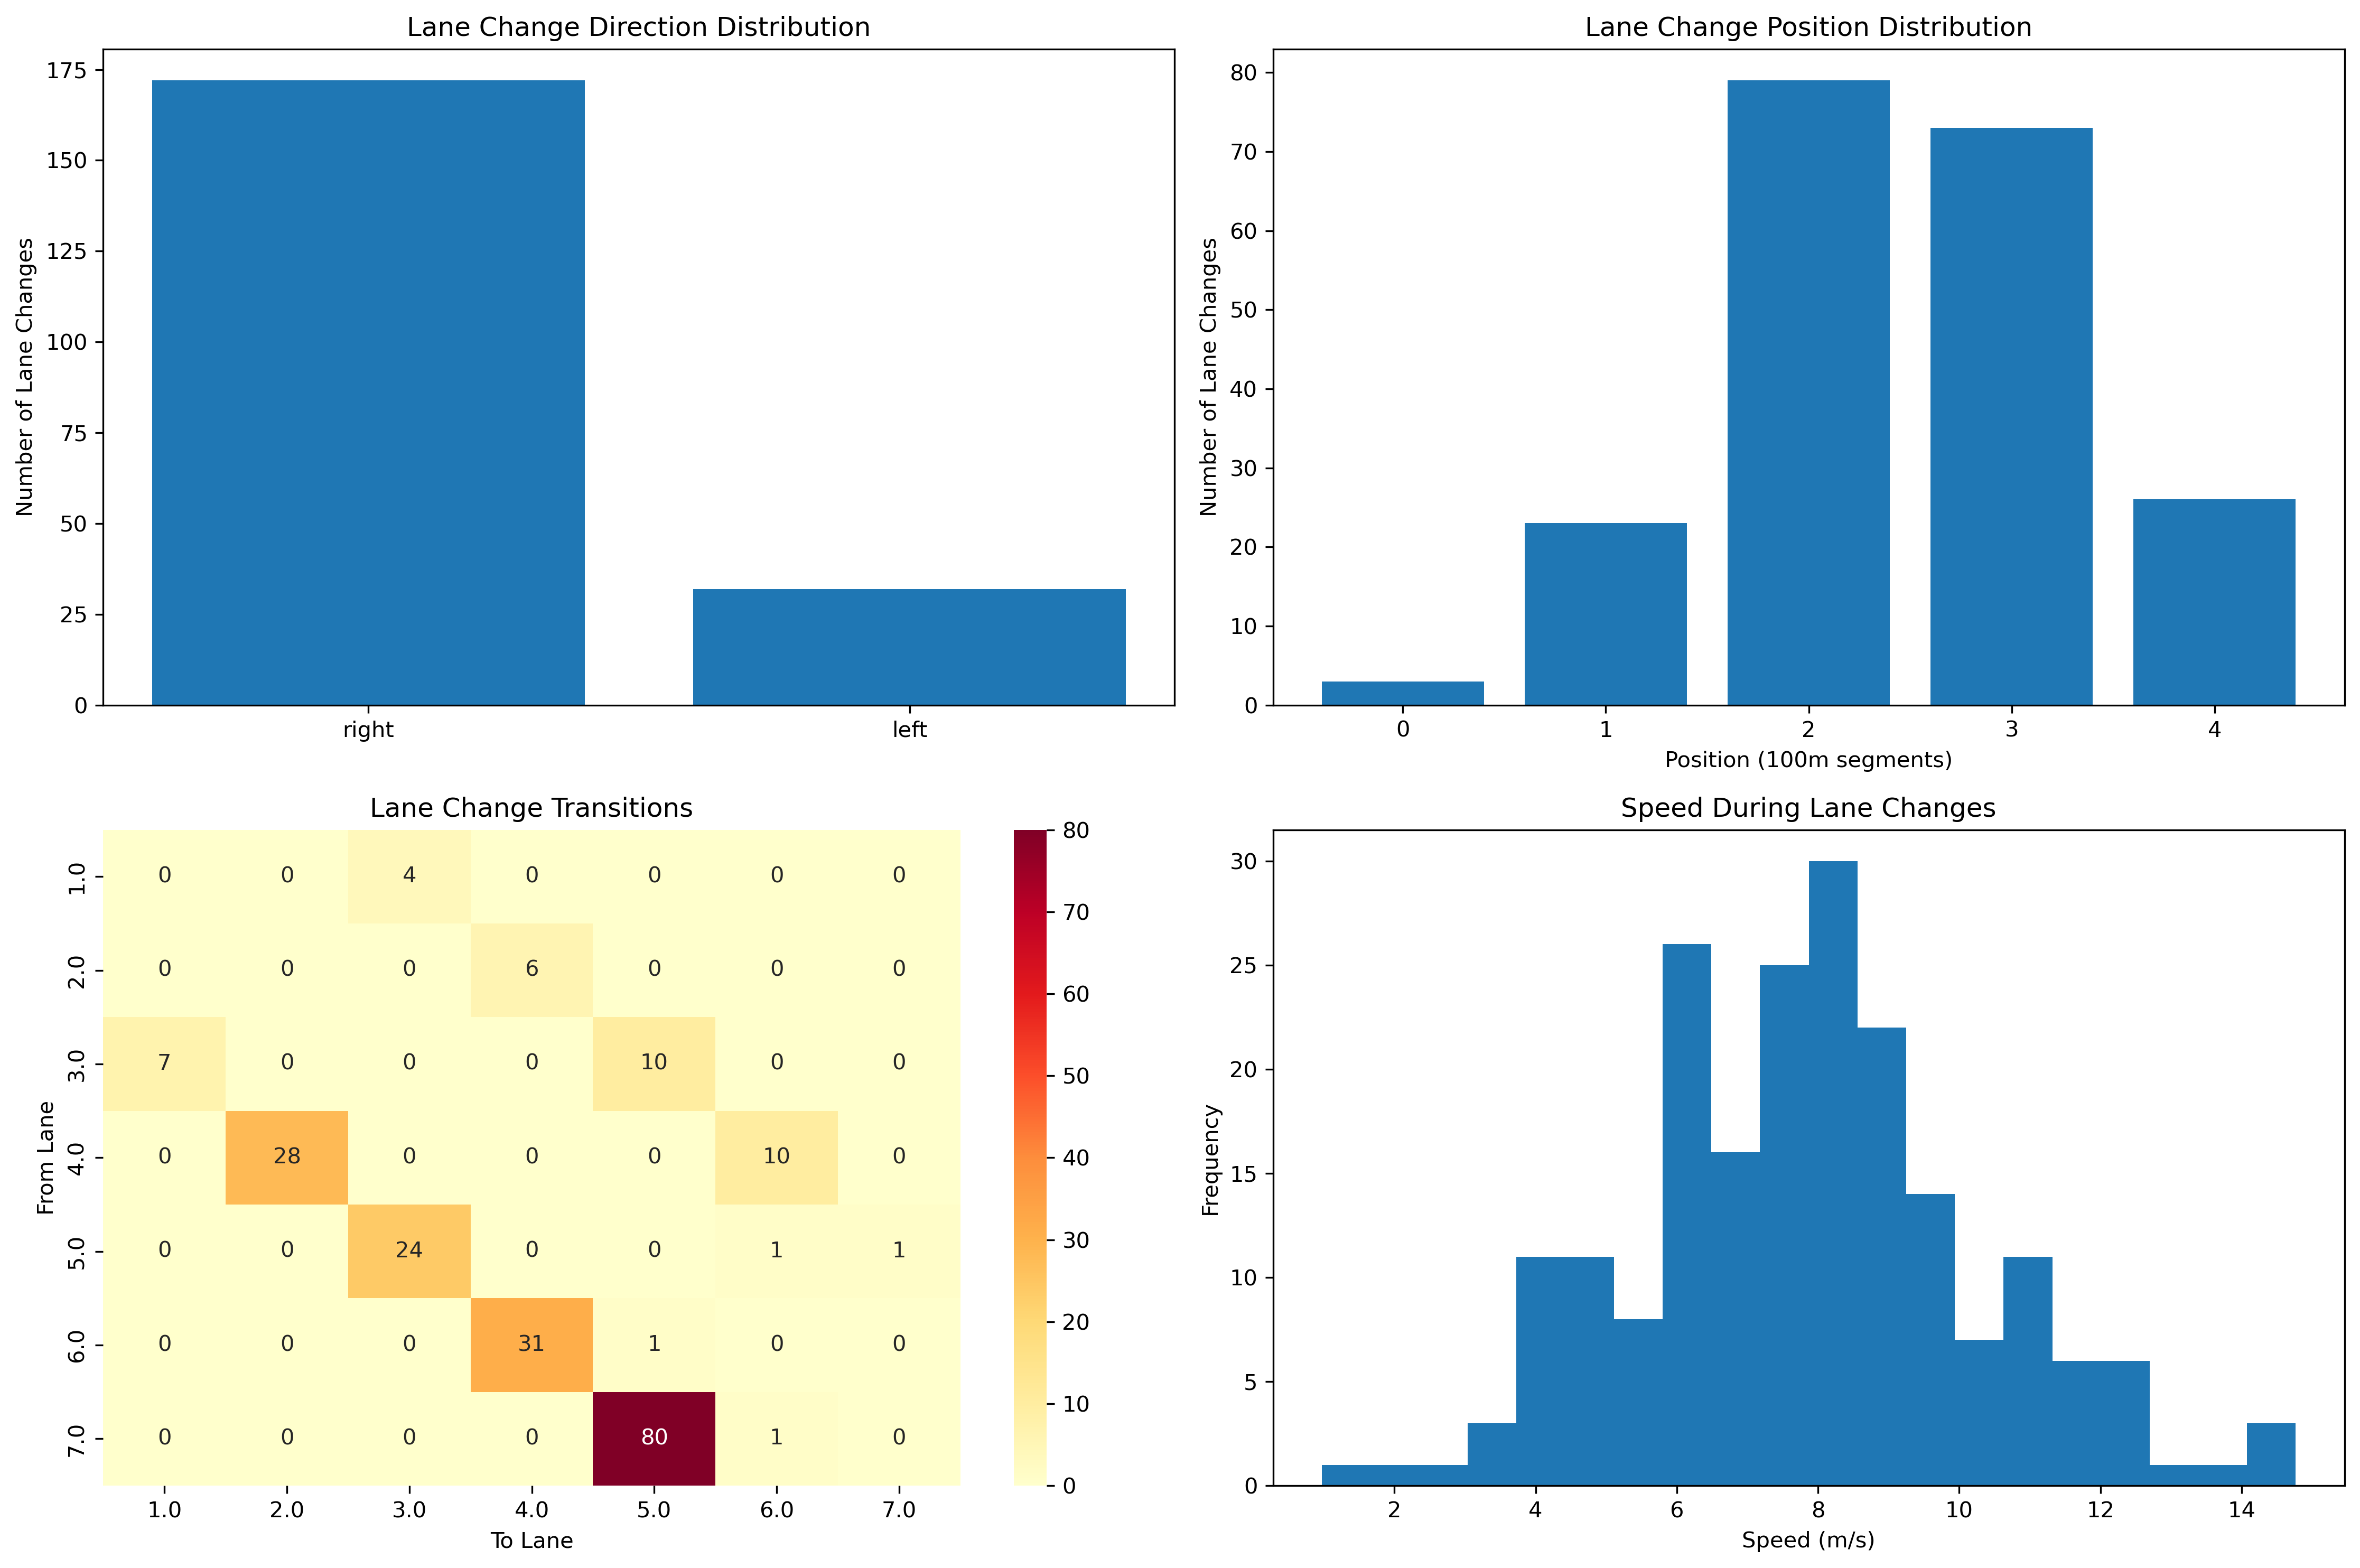 Lane Change Direction Distribution
Number of Lane Changes
175
150
125
100
75
50
25
0
right left
Lane Change Position Distribution
Number of Lane Changes
80
70
60
50
40
30
20
10
0
0 1 2 3 4
Position (100m segments)
Lane Change Transitions
From Lane
1.0 0 0 4 0 0 0 0
2.0 0 0 0 6 0 0 0
3.0 7 0 0 0 10 0 0
4.0 0 28 0 0 0 10 0
5.0 0 0 24 0 0 1 1
6.0 0 0 0 31 1 0 0
7.0 0 0 0 0 80 1 0
1.0 2.0 3.0 4.0 5.0 6.0 7.0
To Lane
80
70
60
50
40
30
20
10
0
Speed During Lane Changes
Frequency
30
25
20
15
10
5
0
2 4 6 8 10 12 14
Speed (m/s)